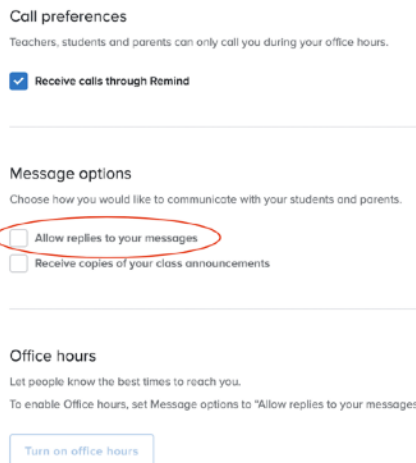 Call preferences
Teachers, students and parents can only call you during your office hours.
Receive calls through Remind
Message options
Choose how you would like to communicate with your students and parents.
Allow replies to your messages
Receive copies of your class announcements
Office hours
Let people know the best times to reach you.
To enable Office hours, set Message options to "Allow replies to your messages
Turn on office hours